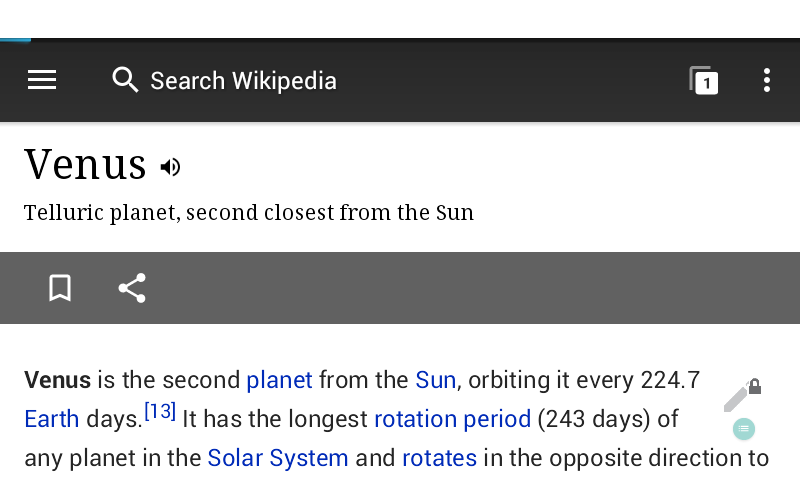 Search Wikipedia
1
Venus
Telluric planet, second closest from the Sun
Venus is the second planet from the Sun, orbiting it every 224.7
Earth days.[13] It has the longest rotation period (243 days) of
any planet in the Solar System and rotates in the opposite direction to